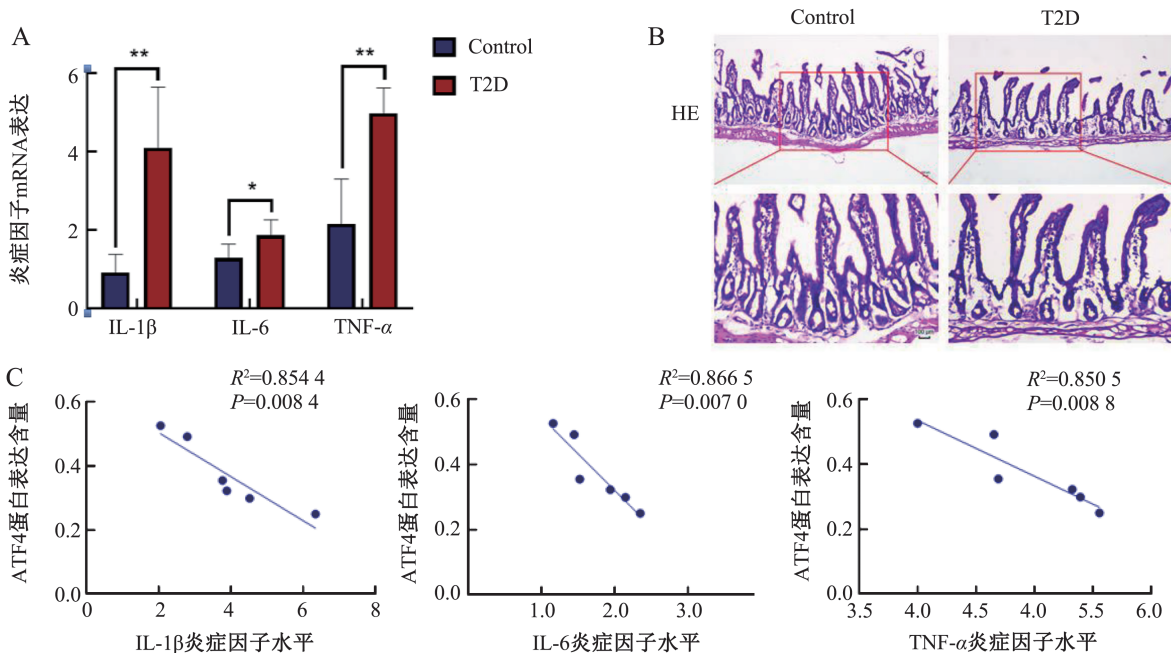 A
炎症因子mRNA表达
6
4
2
0
**
*
**
IL-1β
IL-6
TNF-α
Control
T2D
B
Control
T2D
HE
100 μm
C
ATF4蛋白表达含量
0.6
0.4
0.2
0.0
0
2
4
6
8
R²=0.854 4
P=0.008 4
IL-1β炎症因子水平
ATF4蛋白表达含量
0.6
0.4
0.2
0.0
1.0
2.0
3.0
R²=0.866 5
P=0.007 0
IL-6炎症因子水平
ATF4蛋白表达含量
0.6
0.4
0.2
0.0
3.5
4.0
4.5
5.0
5.5
6.0
R²=0.850 5
P=0.008 8
TNF-α炎症因子水平